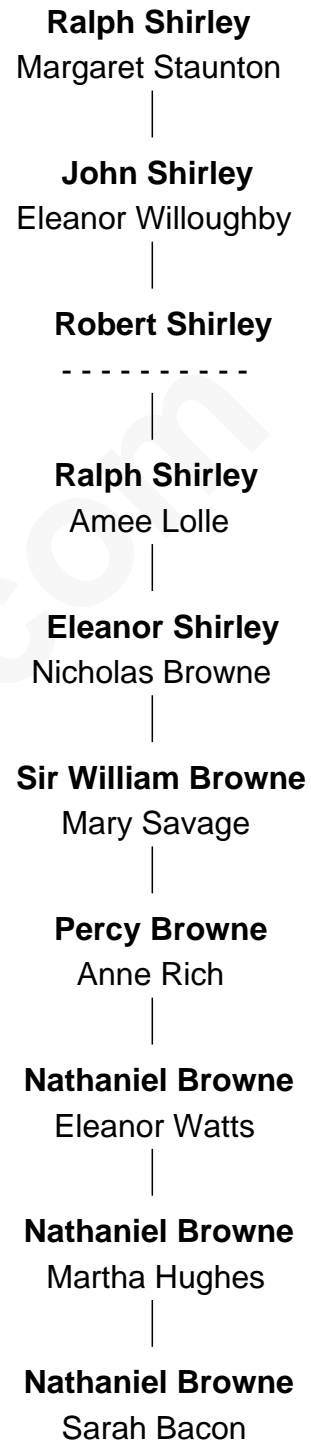 Ralph Shirley
Margaret Staunton
John Shirley
Eleanor Willoughby
Robert Shirley
- - - - - - - - - -
Ralph Shirley
Amee Lolle
Eleanor Shirley
Nicholas Browne
Sir William Browne
Mary Savage
Percy Browne
Anne Rich
Nathaniel Browne
Eleanor Watts
Nathaniel Browne
Martha Hughes
Nathaniel Browne
Sarah Bacon
com